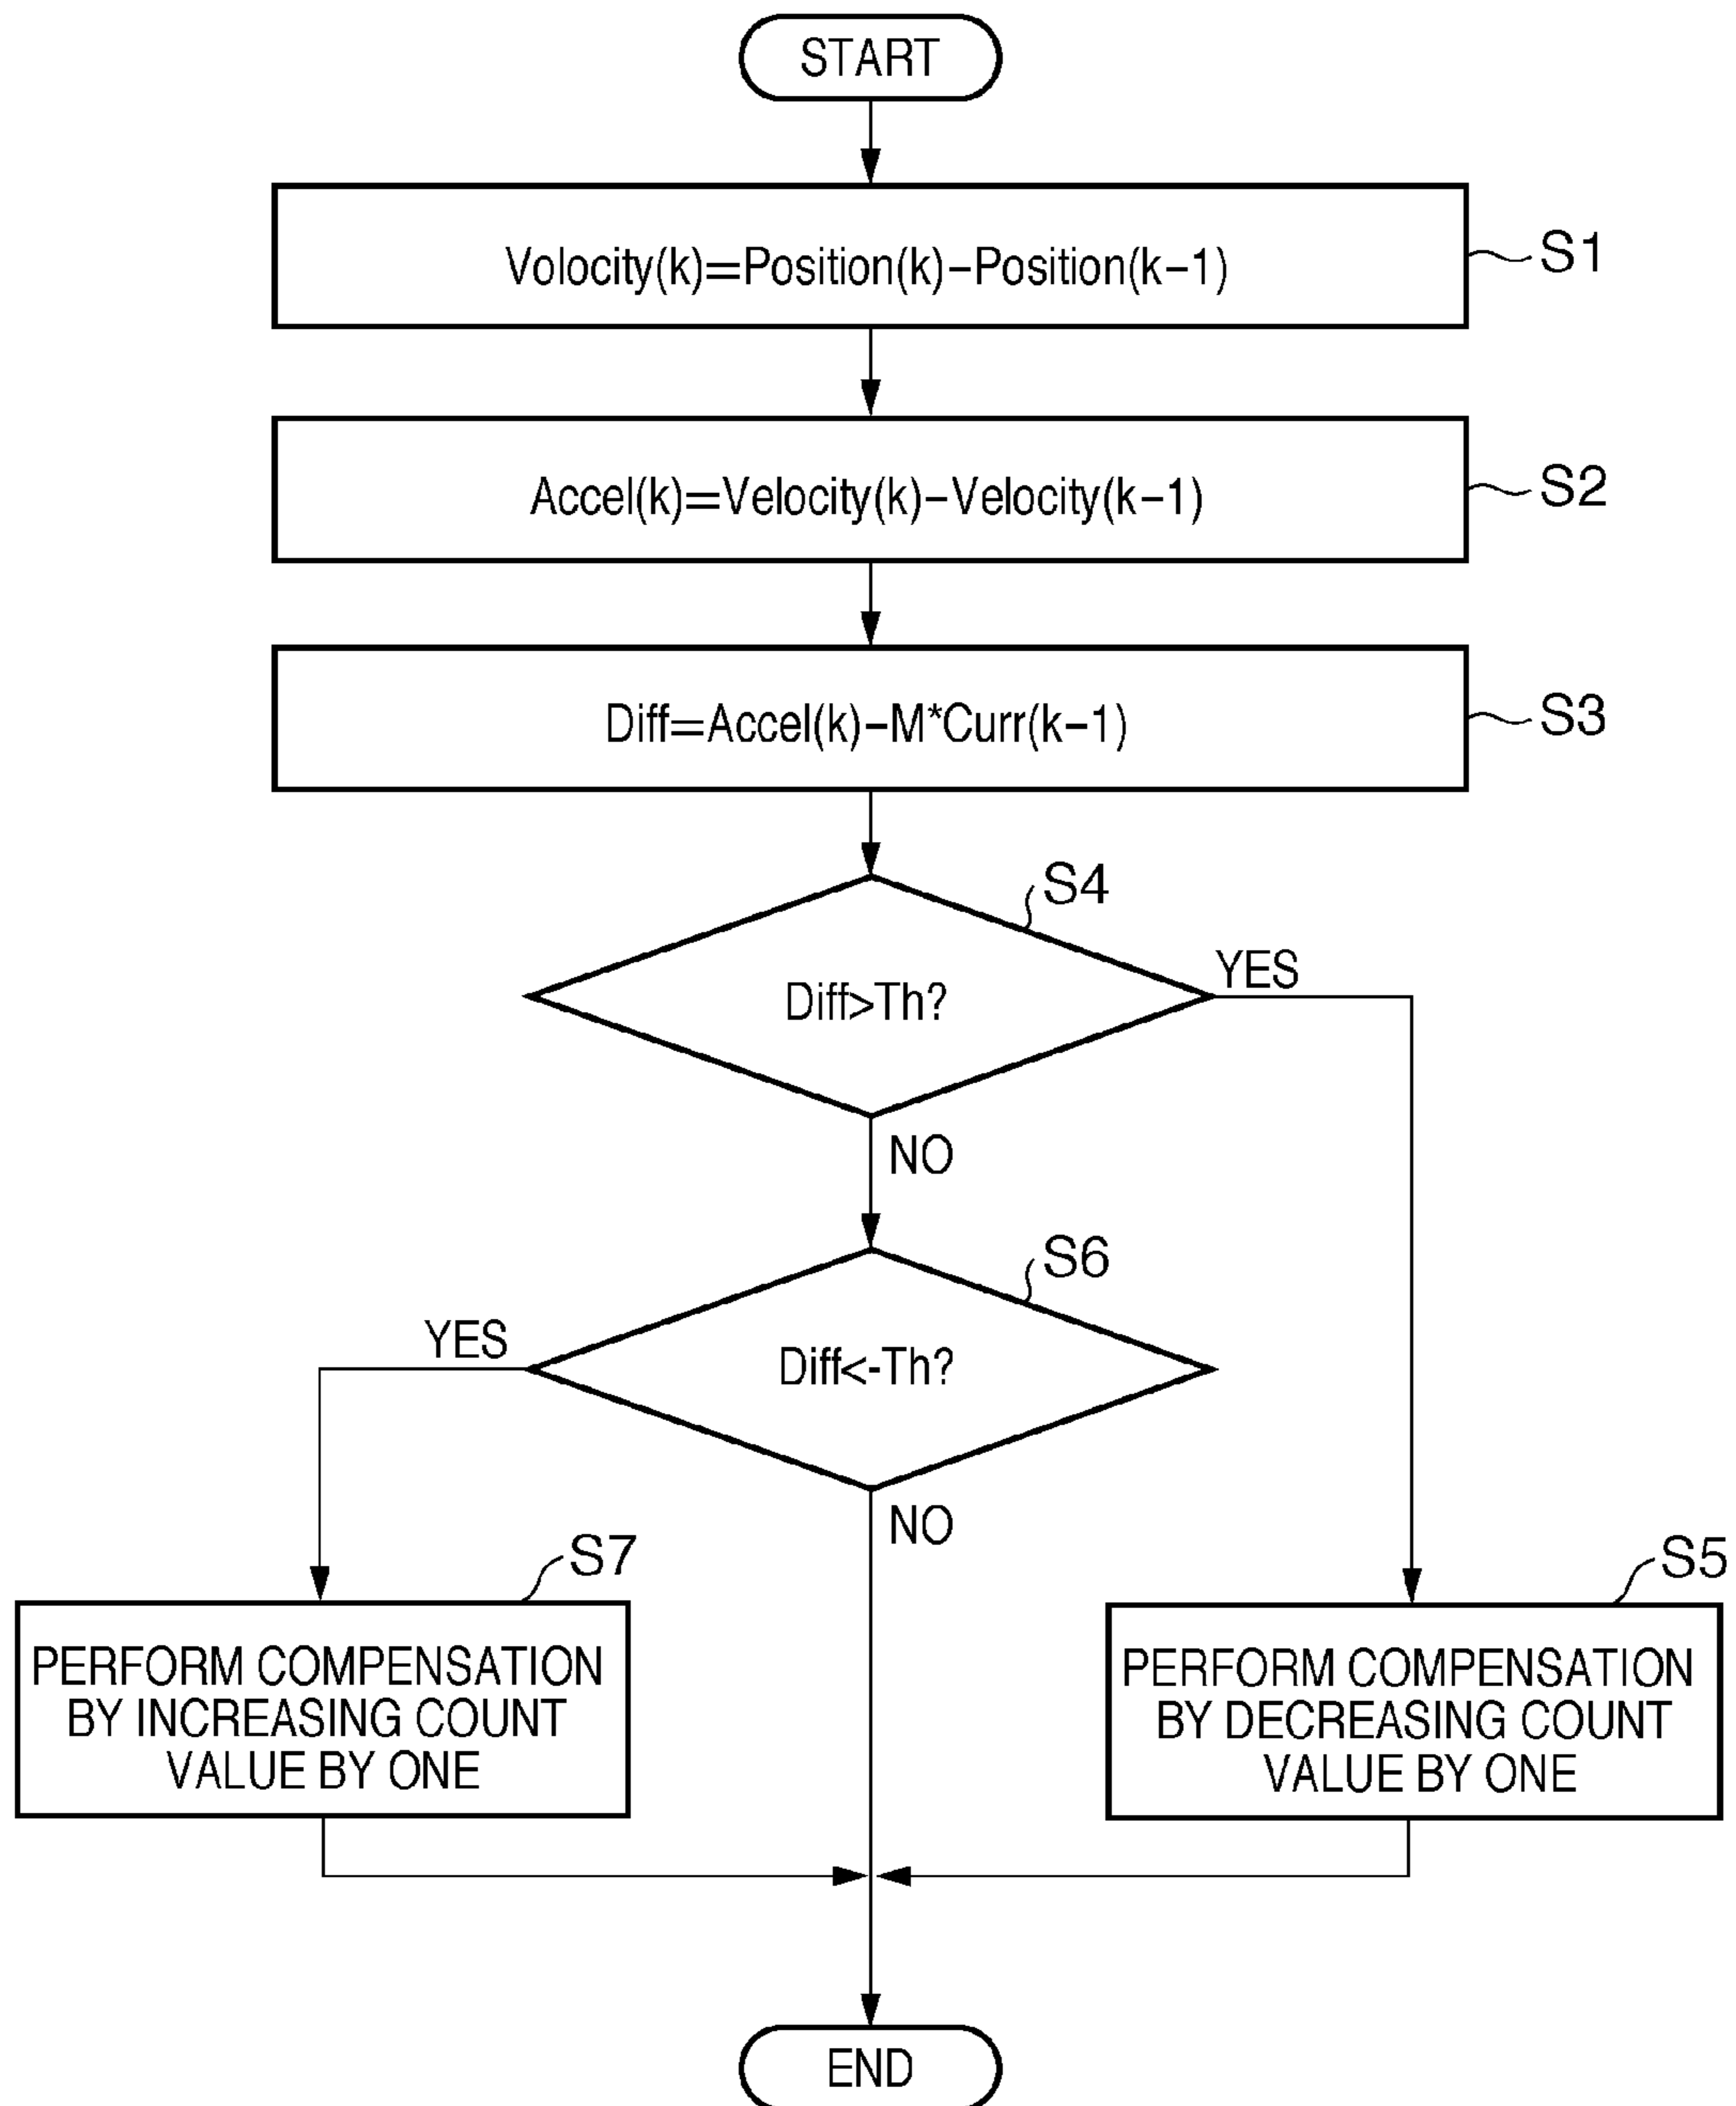 START
Volocity(k)=Position(k)−Position(k−1)
S1
Accel(k)=Velocity(k)−Velocity(k−1)
S2
Diff=Accel(k)−M*Curr(k−1)
S3
S4
Diff>Th?
YES
NO
S6
Diff<-Th?
YES
NO
S7
PERFORM COMPENSATION
BY INCREASING COUNT
VALUE BY ONE
S5
PERFORM COMPENSATION
BY DECREASING COUNT
VALUE BY ONE
END